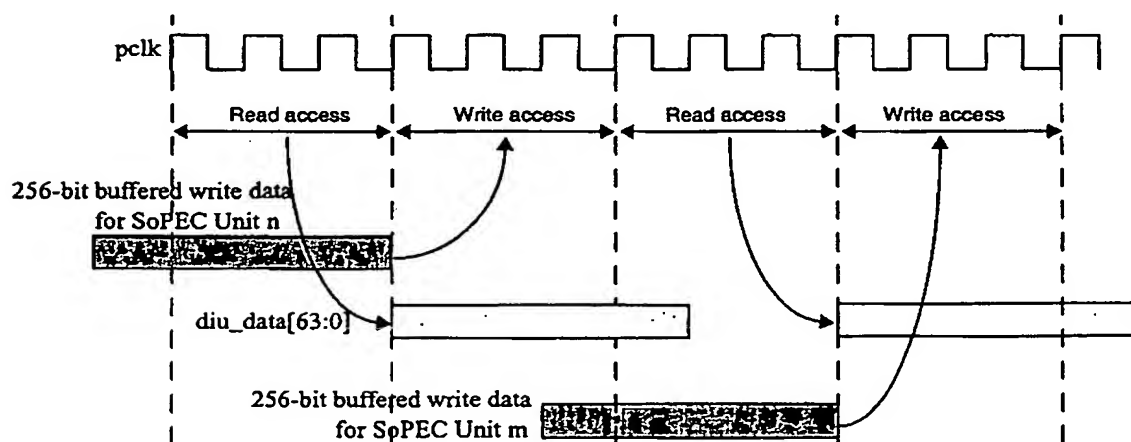 pclk
Read access Write access Read access Write access
256-bit buffered write data
for SoPEC Unit n
diu_data[63:0]
256-bit buffered write data
for SoPEC Unit m